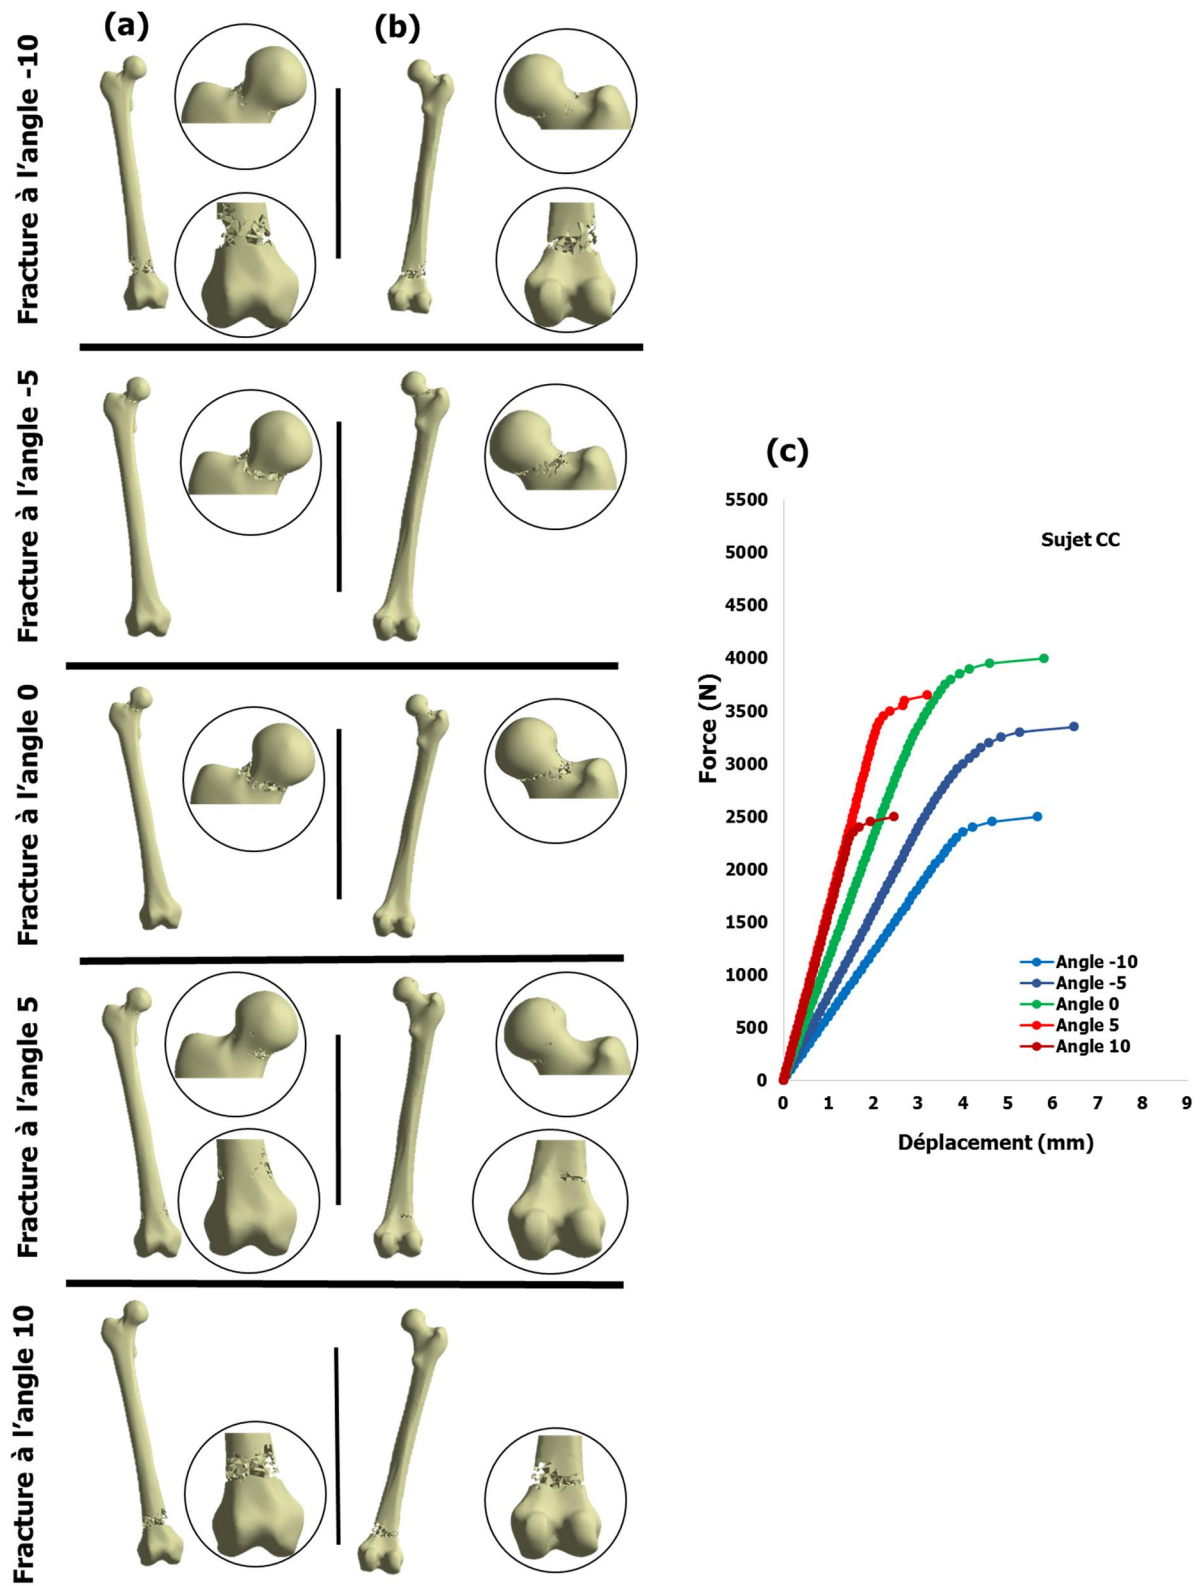 (a)
(b)
Fracture à l'angle -10
Fracture à l'angle -5
Fracture à l'angle 0
Fracture à l'angle 5
Fracture à l'angle 10
(c)
Sujet CC
Force (N)
5500
5000
4500
4000
3500
3000
2500
2000
1500
1000
500
0
Angle -10
Angle -5
Angle 0
Angle 5
Angle 10
0 1 2 3 4 5 6 7 8 9
Déplacement (mm)